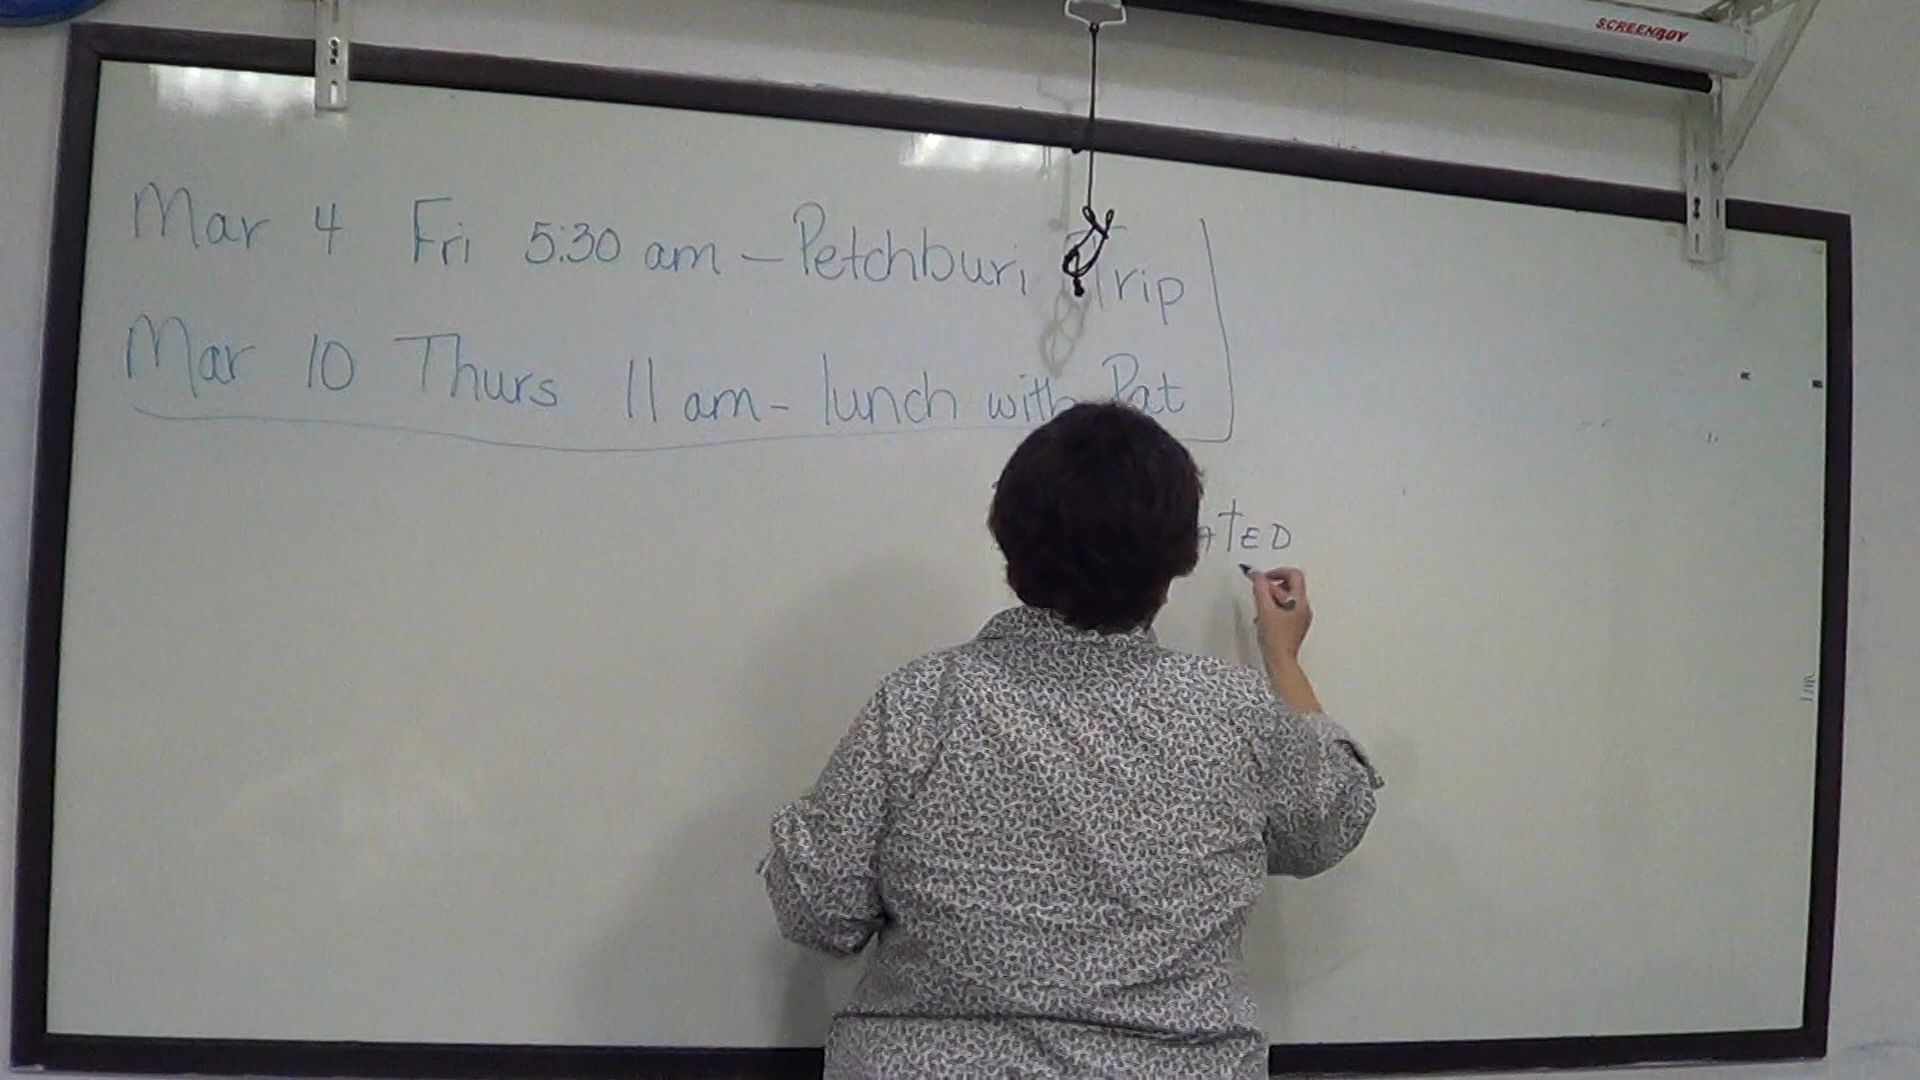 SCREENBOY
Mar 4 Fri 5:30 am - Petchburi Trip
Mar 10 Thurs 11 am - lunch with Pat